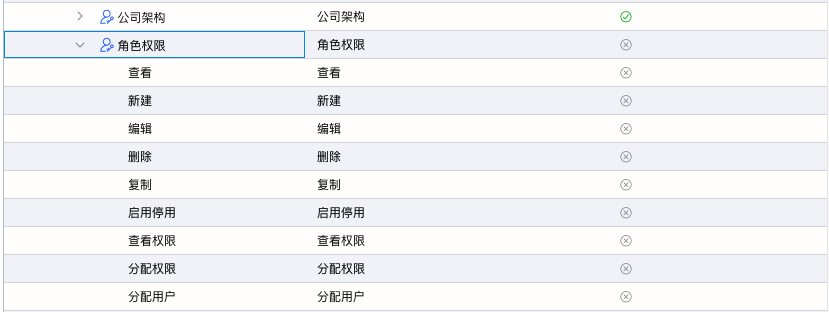 公司架构 公司架构
角色权限 角色权限
查看 查看
新建 新建
编辑 编辑
删除 删除
复制 复制
启用停用 启用停用
查看权限 查看权限
分配权限 分配权限
分配用户 分配用户